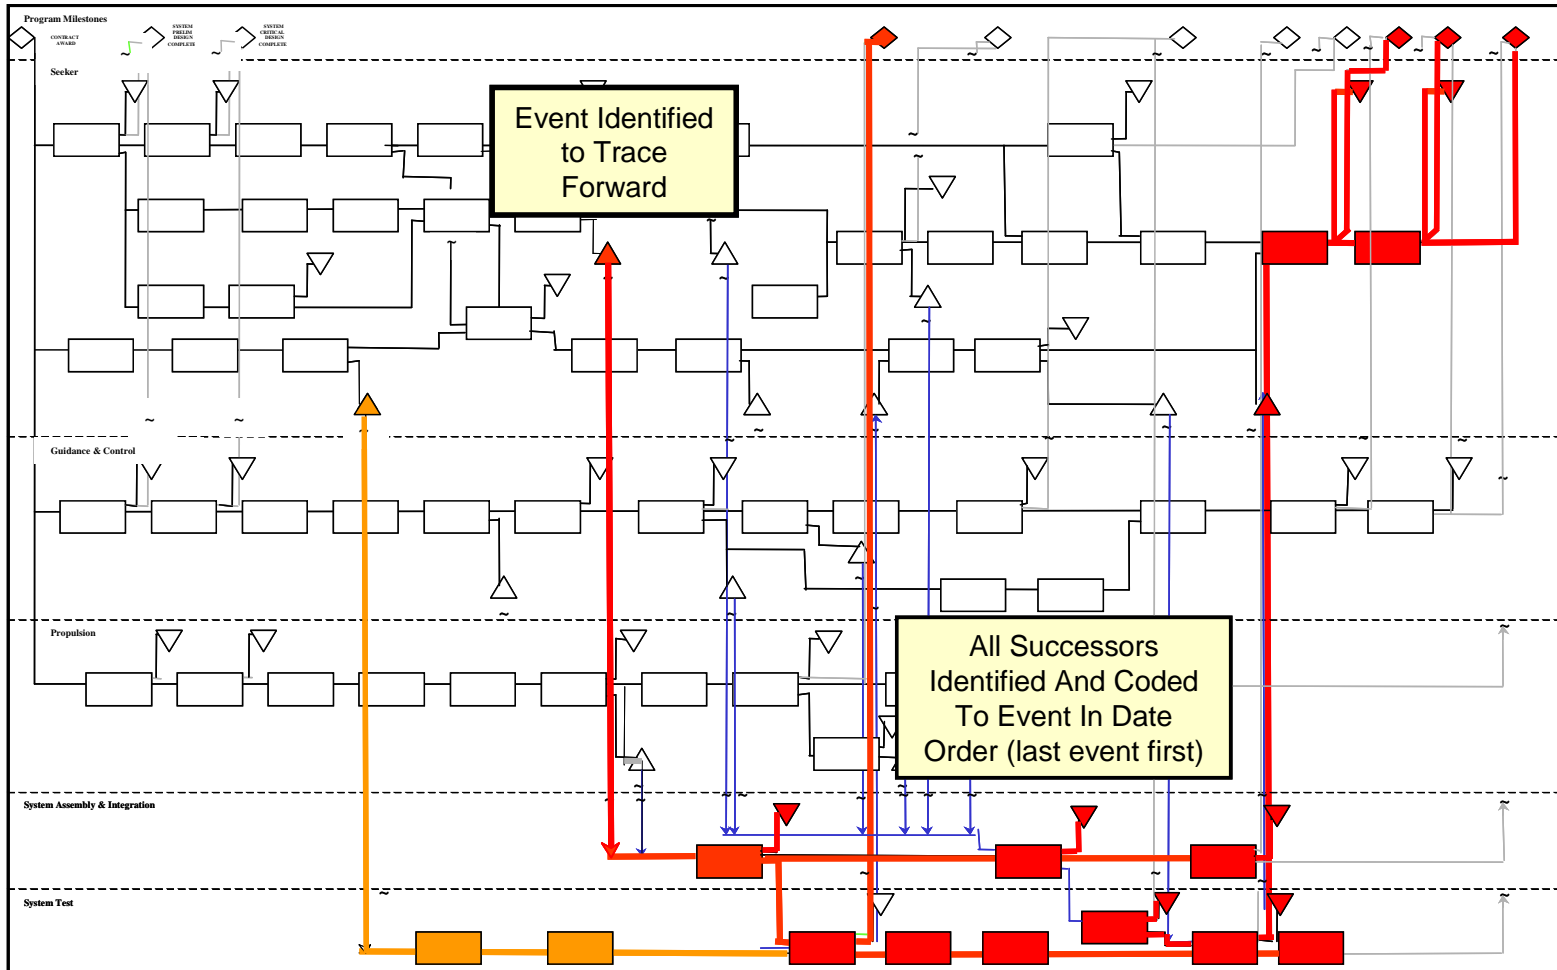 Program Milestones
CONTRACT
AWARD
SYSTEM
PRELIM
DESIGN
COMPLETE
SYSTEM
CRITICAL
DESIGN
COMPLETE
Seeker
Event Identified
to Trace
Forward
Guidance & Control
Propulsion
All Successors
Identified And Coded
To Event In Date
Order (last event first)
System Assembly & Integration
System Test